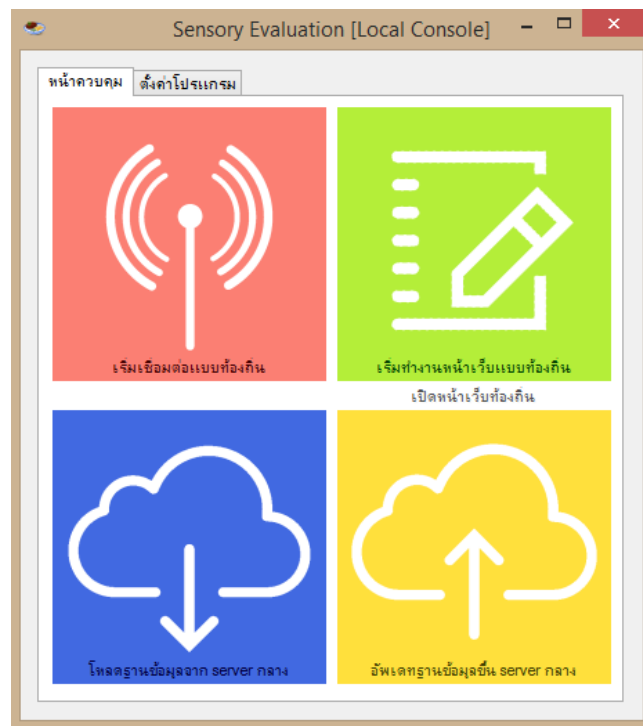 Sensory Evaluation [Local Console]
หน้าควบคุม ตั้งค่าโปรแกรม
เริ่มเชื่อมต่อแบบท้องถิ่น เริ่มทำงานหน้าเว็บแบบท้องถิ่น
เปิดหน้าเว็บท้องถิ่น
โหลดฐานข้อมูลจาก server กลาง อัพเดทฐานข้อมูลขึ้น server กลาง